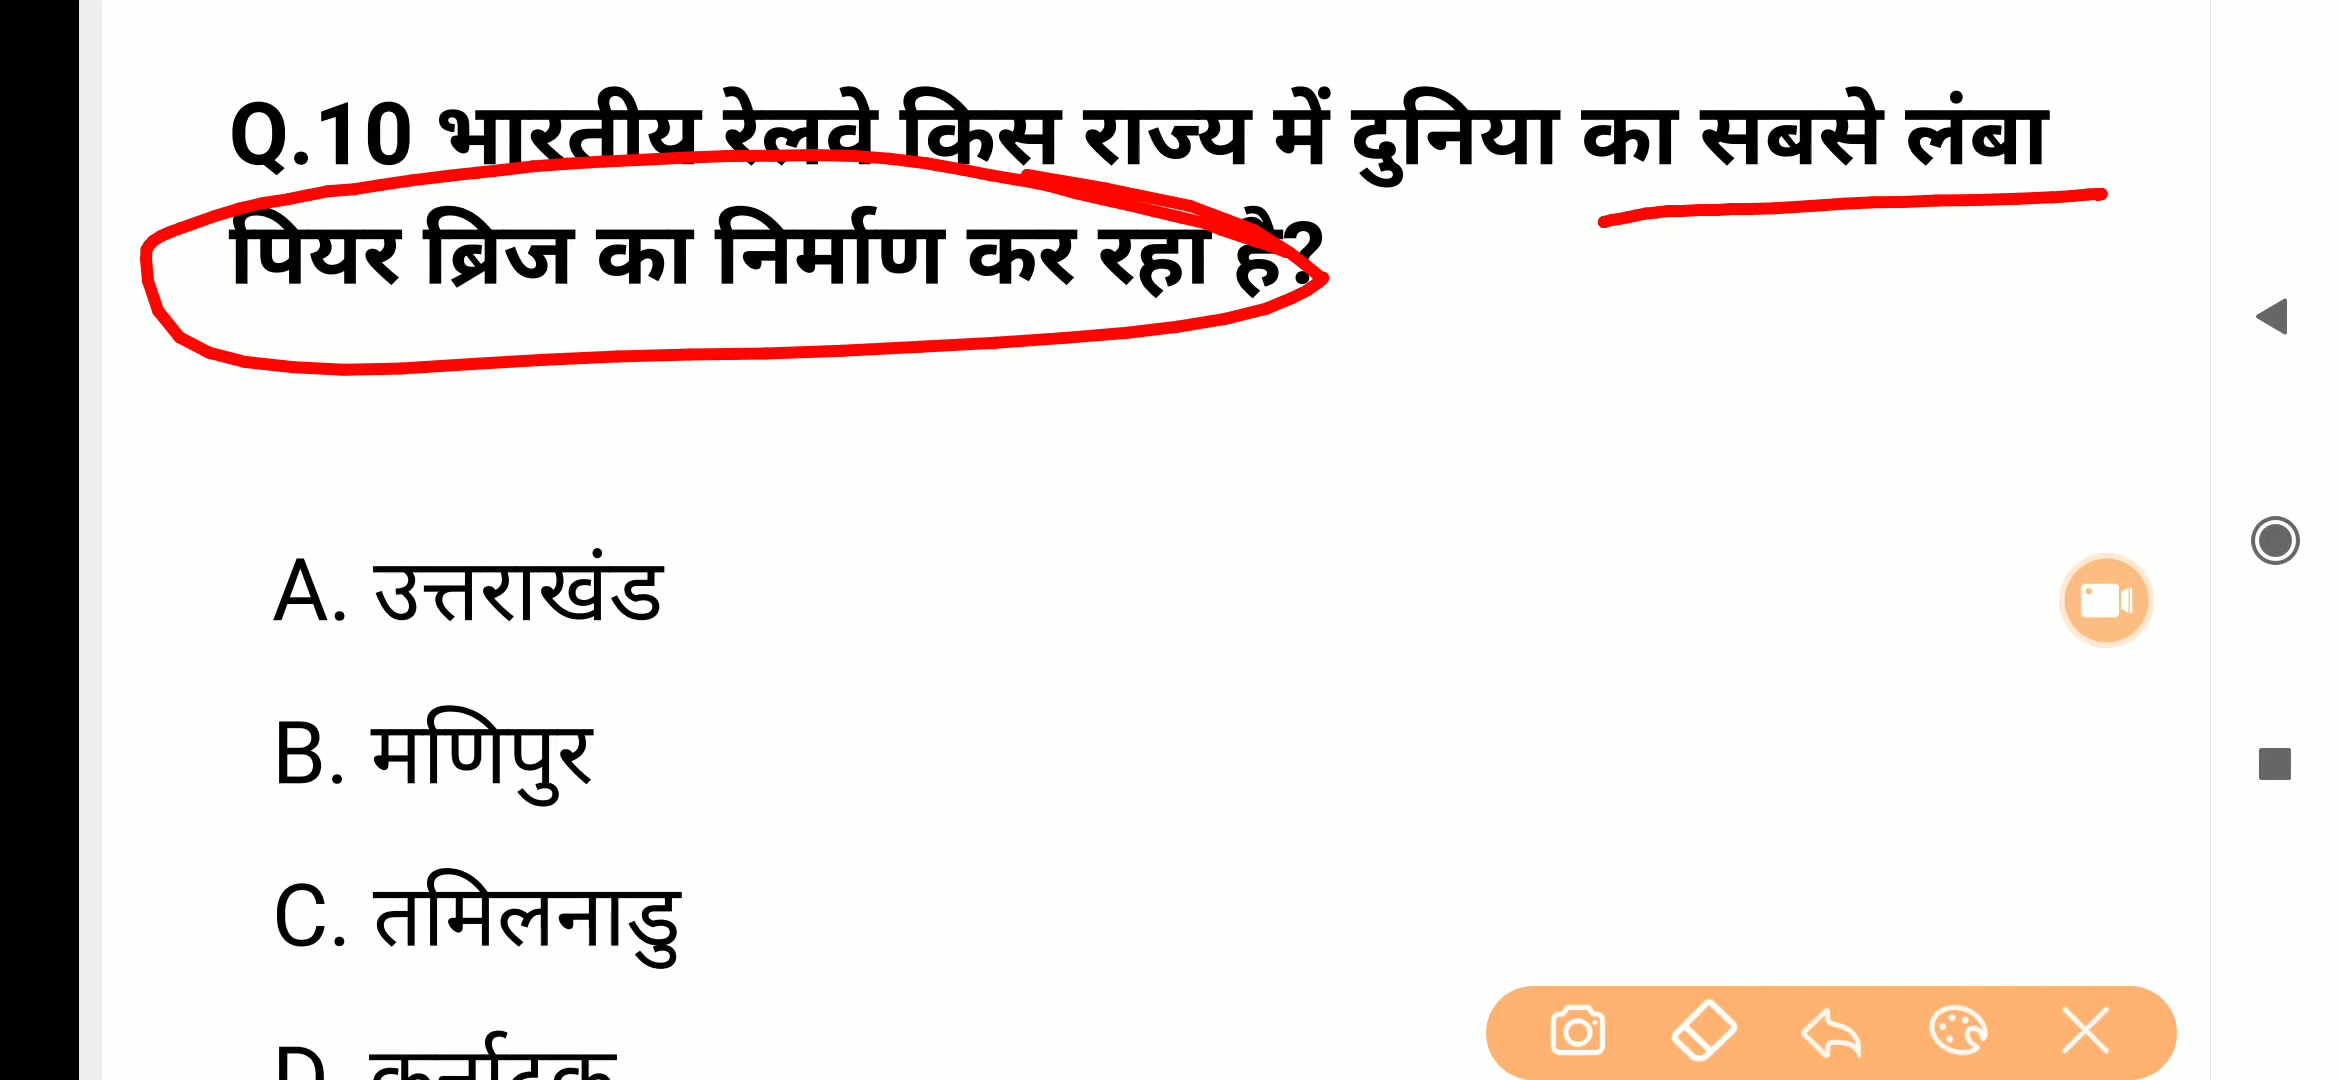 Q.10 भारतीय रेलवे किस राज्य में दुनिया का सबसे लंबा
पियर ब्रिज का निर्माण कर रहा है?
A. उत्तराखंड
B. मणिपुर
C. तमिलनाडु
D. कर्नाटक